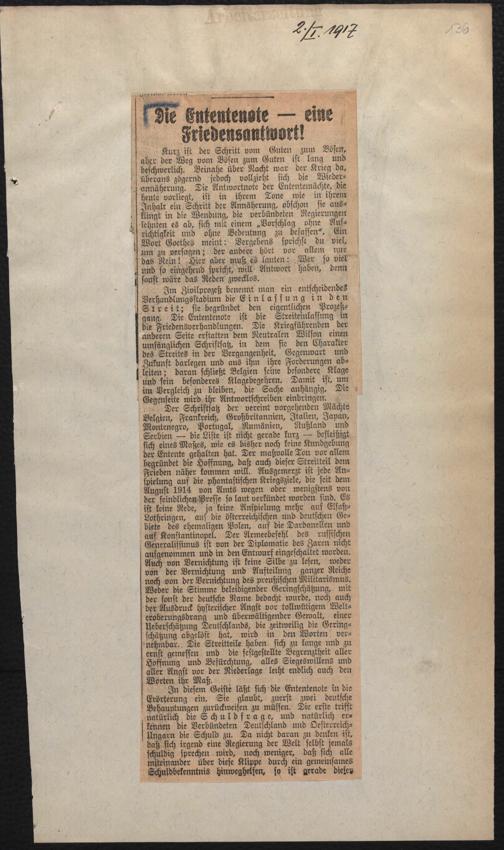 2./I. 1917
136
Die Ententenote — eine
Friedensantwort!
Kurz ist der Schritt vom Guten zum Bösen,
aber der Weg vom Bösen zum Guten ist lang und
beschwerlich. Beinahe über Nacht war der Krieg da,
überaus zögernd jedoch vollzieht sich die Wieder-
annäherung. Die Antwortnote der Ententemächte, die
heute vorliegt, ist in ihrem Tone wie in ihrem
Inhalt ein Schritt der Annäherung, obschon sie aus-
klingt in die Wendung, die verbündeten Regierungen
lehnten es ab, sich mit einem „Vorschlag ohne Auf-
richtigkeit und ohne Bedeutung zu befassen". Ein
Wort Goethes meint: Vergebens sprichst du viel,
um zu versagen; der andere hört vor allem nur
das Nein! Hier aber muß es lauten: Wer so viel
und so eingehend spricht, will Antwort haben, denn
sonst wäre das Reden zwecklos.
Im Zivilprozeß benennt man ein entscheidendes
Verhandlungsstadium die Einlassung in den
Streit; sie begründet den eigentlichen Prozeß-
gang. Die Ententenote ist die Streiteinlassung in
die Friedensverhandlungen. Die Kriegführenden der
anderen Seite erstatten dem Neutralen Wilson einen
umfänglichen Schriftsatz, in dem sie den Charakter
des Streites in der Vergangenheit, Gegenwart und
Zukunft darlegen und aus ihm ihre Forderungen ab-
leiten; daran schließt Belgien seine besondere Klage
und sein besonderes Klagebegehren. Damit ist, um
im Vergleich zu bleiben, die Sache anhängig. Die
Gegenseite wird ihr Antwortschreiben einbringen.
Der Schriftsatz der vereint vorgehenden Mächte
Belgien, Frankreich, Großbritannien, Italien, Japan,
Montenegro, Portugal, Rumänien, Rußland und
Serbien — die Liste ist nicht gerade kurz — befleißigt
sich eines Maßes, wie es bisher noch keine Kundgebung
der Entente gehalten hat. Der maßvolle Ton vor allem
begründet die Hoffnung, daß auch dieser Streitteil dem
Frieden näher kommen will. Ausgemerzt ist jede An-
spielung auf die phantastischen Kriegsziele, die seit dem
August 1914 von Amts wegen oder wenigstens von
der feindlichen Presse so laut verkündet worden sind. Es
ist keine Rede, ja keine Anspielung mehr auf Elsaß-
Lothringen, auf die österreichischen und deutschen Ge-
biete des ehemaligen Polen, auf die Dardanellen und
auf Konstantinopel. Der Armeebefehl des russischen
Generalissimus ist von der Diplomatie des Zaren nicht
aufgenommen und in den Entwurf eingeschaltet worden.
Auch von Vernichtung ist keine Silbe zu lesen, weder
von der Vernichtung und Aufteilung ganzer Reiche
noch von der Vernichtung des preußischen Militarismus.
Weder die Stimme beleidigender Geringschätzung, mit
der sonst der deutsche Name bedacht wurde, noch auch
der Ausdruck hysterischer Angst vor tollwütigem Welt-
eroberungsdrang und überwältigender Gewalt, einer
Ueberschätzung Deutschlands, die zeitweilig die Gering-
schätzung abgelöst hat, wird in den Worten ver-
nehmbar. Die Streitteile haben sich zu lange und zu
ernst gemessen und die festgestellte Begrenztheit aller
Hoffnung und Befürchtung, alles Siegeswillens und
aller Angst vor der Niederlage leiht endlich auch den
Worten ihr Maß.
In diesem Geiste läßt sich die Ententenote in die
Erörterung ein. Sie glaubt, zuerst zwei deutsche
Behauptungen zurückweisen zu müssen. Die erste trifft
natürlich die Schuldfrage, und natürlich er-
kennen die Verbündeten Deutschland und Oesterreich-
Ungarn die Schuld zu. Da nicht daran zu denken ist,
daß sich irgend eine Regierung der Welt selbst jemals
schuldig sprechen wird, noch weniger, daß sich alle
miteinander über diese Klippe durch ein gemeinsames
Schuldbekenntnis hinweghelfen, so ist gerade dieser